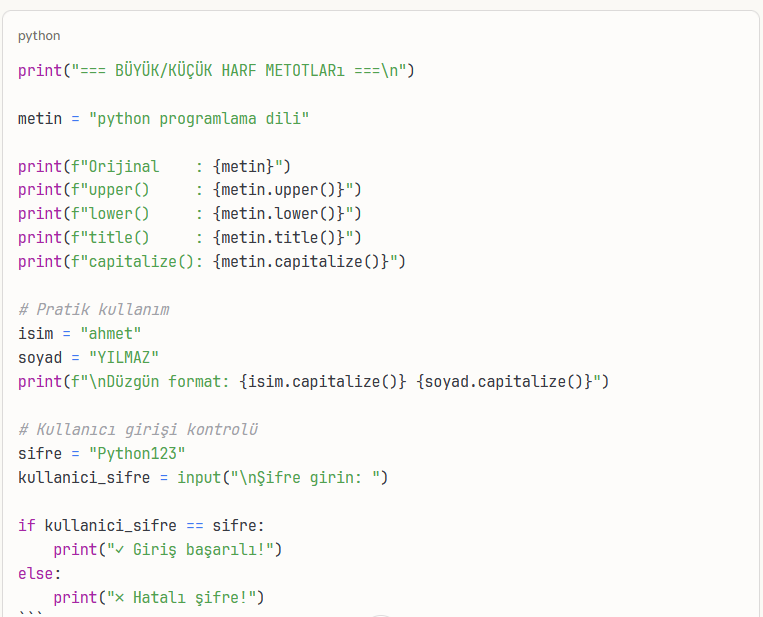 python
print("=== BÜYÜK/KÜÇÜK HARF METOTLARı ===\n")
metin = "python programlama dili"
print(f"Orijinal    : {metin}")
print(f"upper()     : {metin.upper()}")
print(f"lower()     : {metin.lower()}")
print(f"title()     : {metin.title()}")
print(f"capitalize(): {metin.capitalize()}")
# Pratik kullanım
isim = "ahmet"
soyad = "YILMAZ"
print(f"\nDüzgün format: {isim.capitalize()} {soyad.capitalize()}")
# Kullanıcı girişi kontrolü
sifre = "Python123"
kullanici_sifre = input("\nŞifre girin: ")
if kullanici_sifre == sifre:
    print("✓ Giriş başarılı!")
else:
    print("✗ Hatalı şifre!")
```